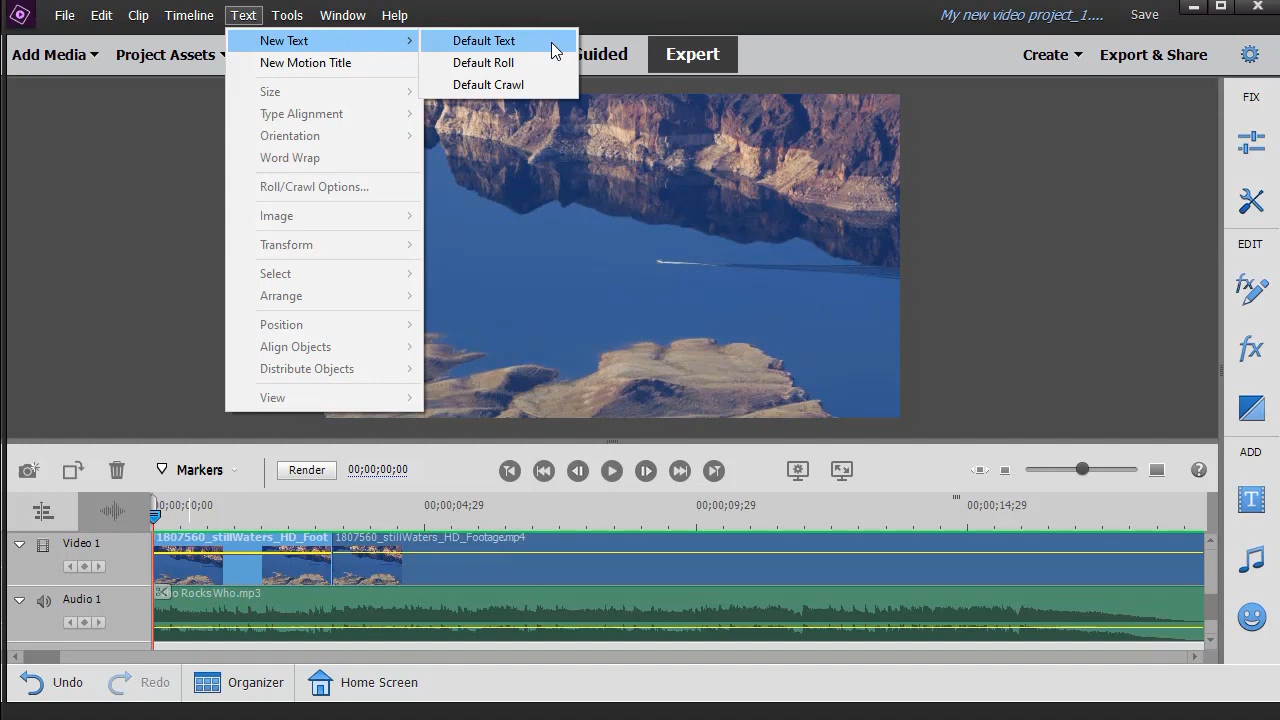 File Edit Clip Timeline Text Tools Window Help
My new video project_1.... Save
Add Media Project Assets Guided Expert Create Export & Share
New Text
New Motion Title
Size
Type Alignment
Orientation
Word Wrap
Roll/Crawl Options...
Image
Transform
Select
Arrange
Position
Align Objects
Distribute Objects
View
Default Text
Default Roll
Default Crawl
FIX
EDIT
ADD
Markers Render 00;00;00;00
00;00;00;00 00;00;04;29 00;00;09;29 00;00;14;29
Video 1
1807560_stillWaters_HD_Foot 1807560_stillWaters_HD_Footage.mp4
Audio 1
o RocksWho.mp3
Undo Redo Organizer Home Screen